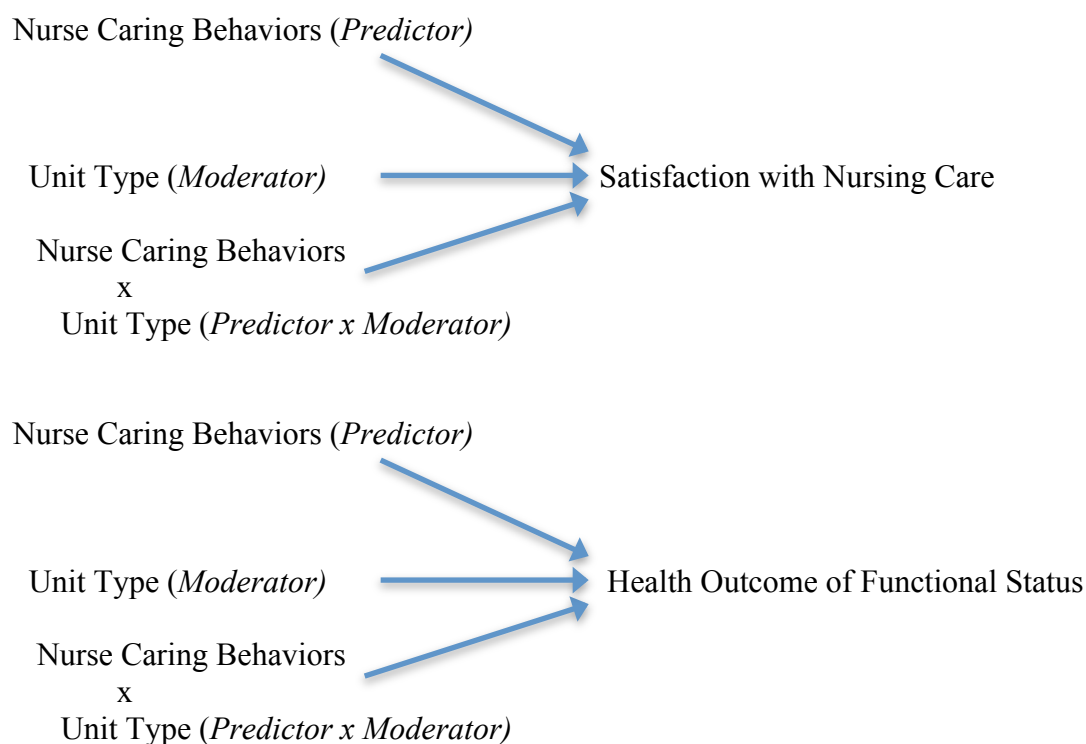 Nurse Caring Behaviors (Predictor)
Unit Type (Moderator)
Satisfaction with Nursing Care
Nurse Caring Behaviors
x
Unit Type (Predictor x Moderator)
Nurse Caring Behaviors (Predictor)
Unit Type (Moderator)
Health Outcome of Functional Status
Nurse Caring Behaviors
x
Unit Type (Predictor x Moderator)